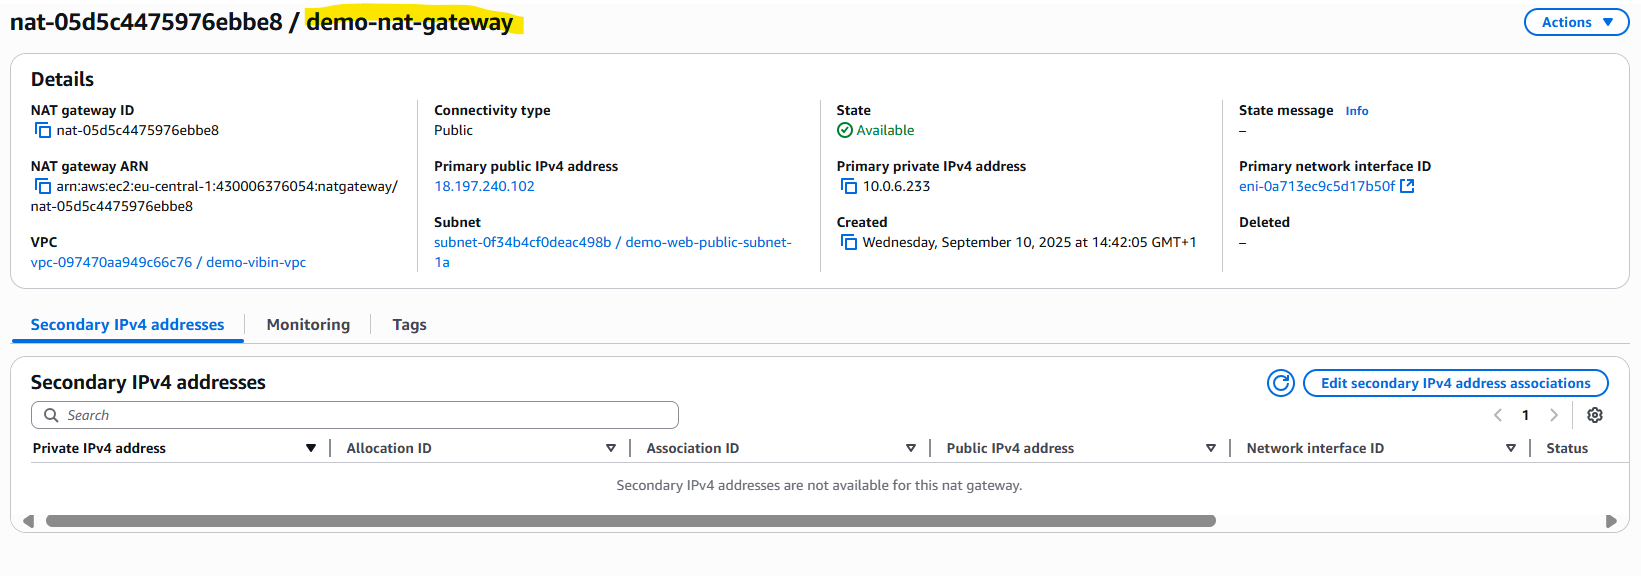 nat-05d5c4475976ebbe8 / demo-nat-gateway
Actions
Details
NAT gateway ID
nat-05d5c4475976ebbe8
NAT gateway ARN
arn:aws:ec2:eu-central-1:430006376054:natgateway/
nat-05d5c4475976ebbe8
VPC
vpc-097470aa949c66c76 / demo-vibin-vpc
Connectivity type
Public
Primary public IPv4 address
18.197.240.102
Subnet
subnet-0f34b4cf0deac498b / demo-web-public-subnet-
1a
State
Available
Primary private IPv4 address
10.0.6.233
Created
Wednesday, September 10, 2025 at 14:42:05 GMT+1
State message Info
–
Primary network interface ID
eni-0a713ec9c5d17b50f
Deleted
–
Secondary IPv4 addresses Monitoring Tags
Secondary IPv4 addresses
Edit secondary IPv4 address associations
Search
1
Private IPv4 address Allocation ID Association ID Public IPv4 address Network interface ID Status
Secondary IPv4 addresses are not available for this nat gateway.